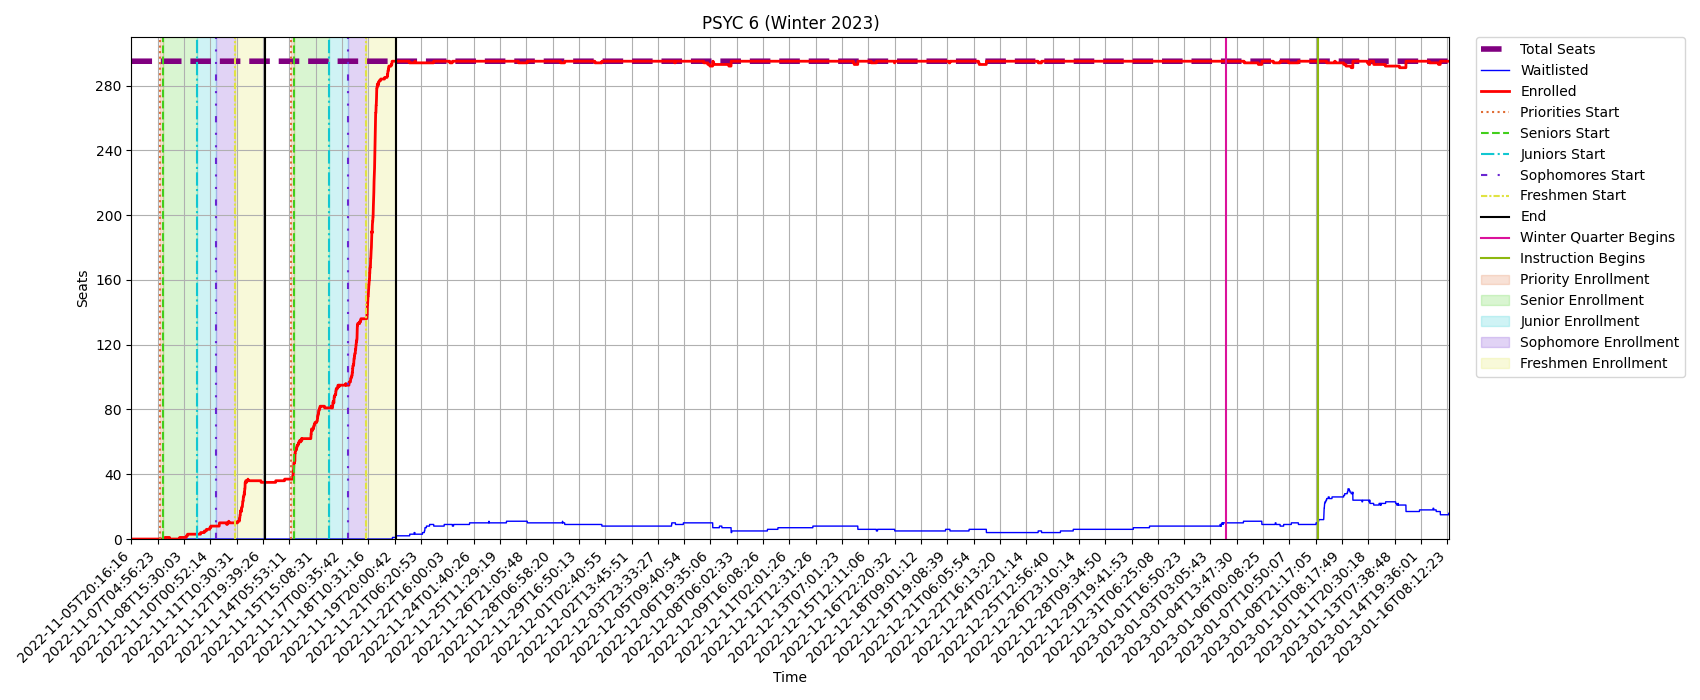 PSYC 6 (Winter 2023)
Seats
280
240
200
160
120
80
40
0
2022-11-05T20:16:16
2022-11-07T04:56:23
2022-11-08T15:30:03
2022-11-10T00:52:14
2022-11-11T10:30:31
2022-11-12T19:39:26
2022-11-14T05:53:11
2022-11-15T15:08:31
2022-11-17T00:35:42
2022-11-18T10:31:16
2022-11-19T20:00:42
2022-11-21T06:20:53
2022-11-22T16:00:03
2022-11-24T01:40:26
2022-11-25T11:29:19
2022-11-26T21:05:48
2022-11-28T06:58:20
2022-11-29T16:50:13
2022-12-01T02:40:55
2022-12-02T13:45:51
2022-12-03T23:33:27
2022-12-05T09:40:54
2022-12-06T19:35:06
2022-12-08T06:02:33
2022-12-09T16:08:26
2022-12-11T02:01:26
2022-12-12T12:31:26
2022-12-13T07:01:23
2022-12-15T12:11:06
2022-12-16T22:20:32
2022-12-18T09:01:12
2022-12-19T19:08:39
2022-12-21T06:05:54
2022-12-22T16:13:20
2022-12-24T02:21:14
2022-12-25T12:56:40
2022-12-26T23:10:14
2022-12-28T09:34:50
2022-12-29T19:41:53
2022-12-31T06:25:08
2023-01-01T16:50:23
2023-01-03T03:05:43
2023-01-04T13:47:30
2023-01-06T00:08:25
2023-01-07T10:50:07
2023-01-08T21:17:05
2023-01-10T08:17:49
2023-01-11T20:30:18
2023-01-13T07:38:48
2023-01-14T19:36:01
2023-01-16T08:12:23
Time
Total Seats
Waitlisted
Enrolled
Priorities Start
Seniors Start
Juniors Start
Sophomores Start
Freshmen Start
End
Winter Quarter Begins
Instruction Begins
Priority Enrollment
Senior Enrollment
Junior Enrollment
Sophomore Enrollment
Freshmen Enrollment